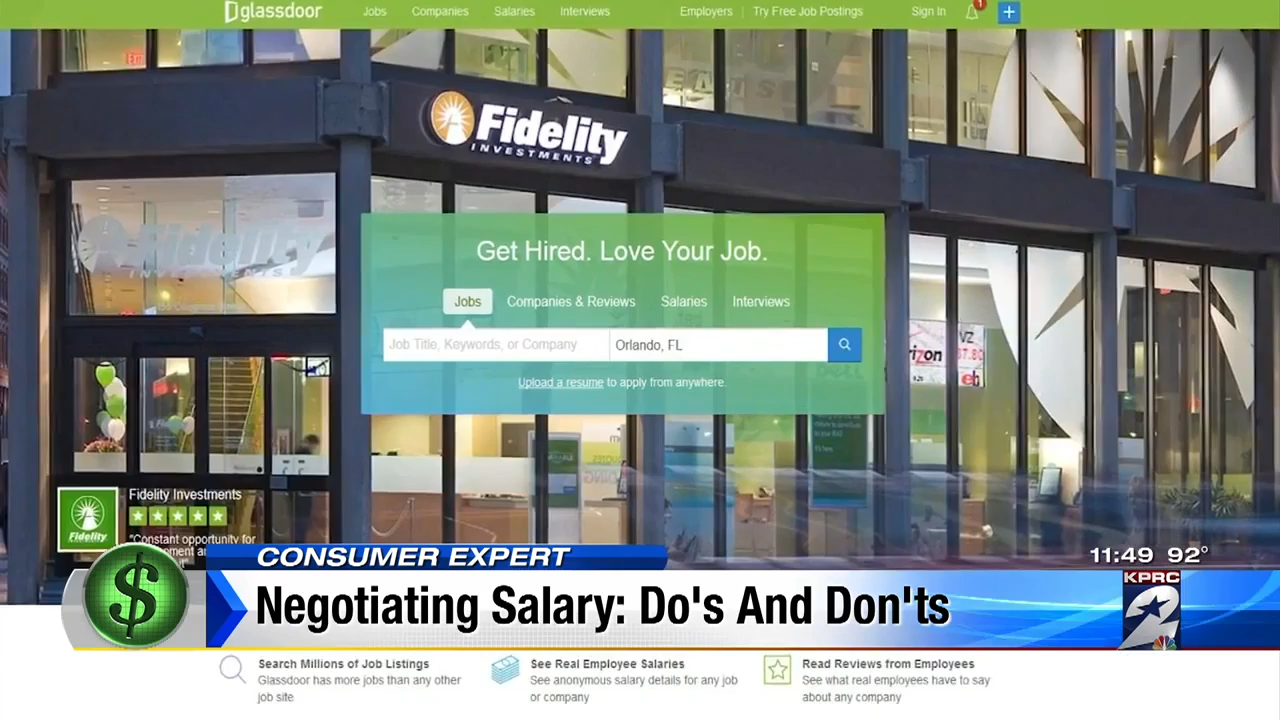 glassdoor
Jobs Companies Salaries Interviews Employers Try Free Job Postings Sign In 1 +
EXIT
Fidelity
INVESTMENTS
Fidelity
INVESTMENTS
Get Hired. Love Your Job.
Jobs Companies & Reviews Salaries Interviews
Job Title, Keywords, or Company Orlando, FL
Upload a resume to apply from anywhere.
Fidelity Investments
Fidelity
"Constant opportunity for
CONSUMER EXPERT
11:49 92°
$
Negotiating Salary: Do's And Don'ts
KPRC
2
Search Millions of Job Listings
Glassdoor has more jobs than any other
job site
See Real Employee Salaries
See anonymous salary details for any job
or company
Read Reviews from Employees
See what real employees have to say
about any company